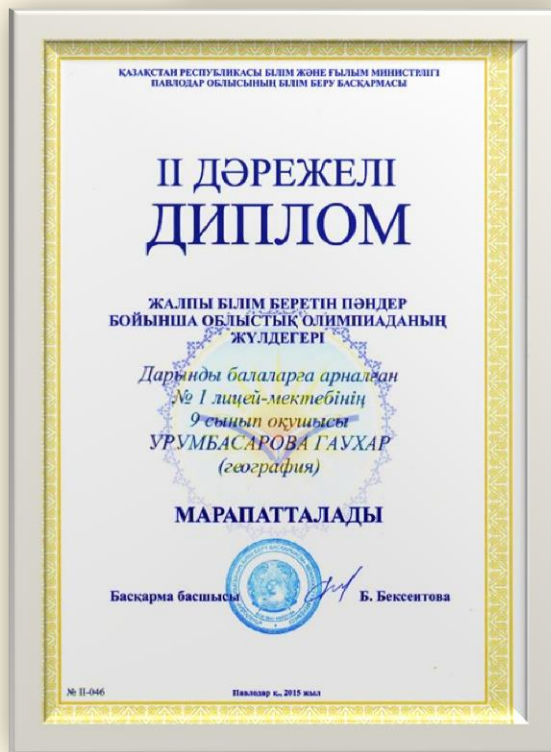 ҚАЗАҚСТАН РЕСПУБЛИКАСЫ БІЛІМ ЖӘНЕ ҒЫЛЫМ МИНИСТРЛІГІ
ПАВЛОДАР ОБЛЫСЫНЫҢ БІЛІМ БЕРУ БАСҚАРМАСЫ
II ДӘРЕЖЕЛІ
ДИПЛОМ
ЖАЛПЫ БІЛІМ БЕРЕТІН ПӘНДЕР
БОЙЫНША ОБЛЫСТЫҚ ОЛИМПИАДАНЫҢ
ЖҮЛДЕГЕРІ
Дарынды балаларға арналған
№ 1 лицей-мектебінің
9 сынып оқушысы
УРУМБАСАРОВА ГАУХАР
(география)
МАРАПАТТАЛАДЫ
Басқарма басшысы Б. Бексеитова
№ II-046 Павлодар қ., 2015 жыл